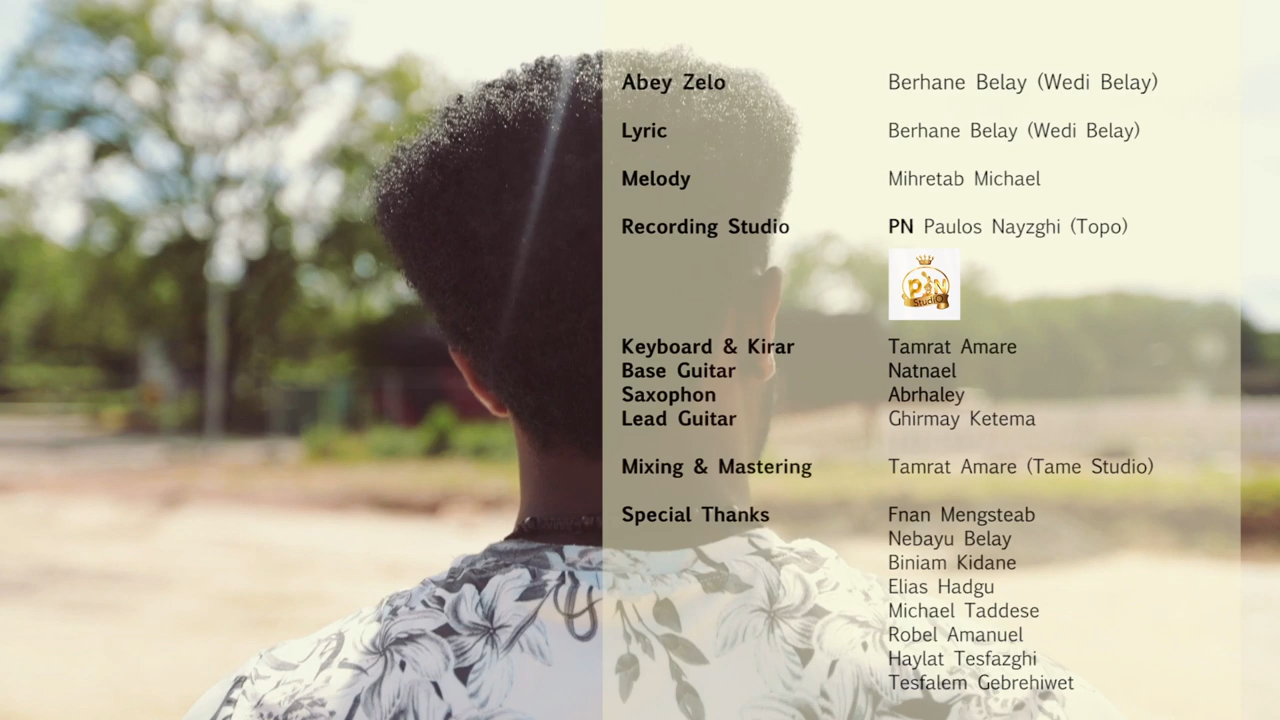 Abey Zelo Berhane Belay (Wedi Belay)
Lyric Berhane Belay (Wedi Belay)
Melody Mihretab Michael
Recording Studio PN Paulos Nayzghi (Topo)
PN
Studio
Keyboard & Kirar Tamrat Amare
Base Guitar Natnael
Saxophon Abrhaley
Lead Guitar Ghirmay Ketema
Mixing & Mastering Tamrat Amare (Tame Studio)
Special Thanks Fnan Mengsteab
Nebayu Belay
Biniam Kidane
Elias Hadgu
Michael Taddese
Robel Amanuel
Haylat Tesfazghi
Tesfalem Gebrehiwet